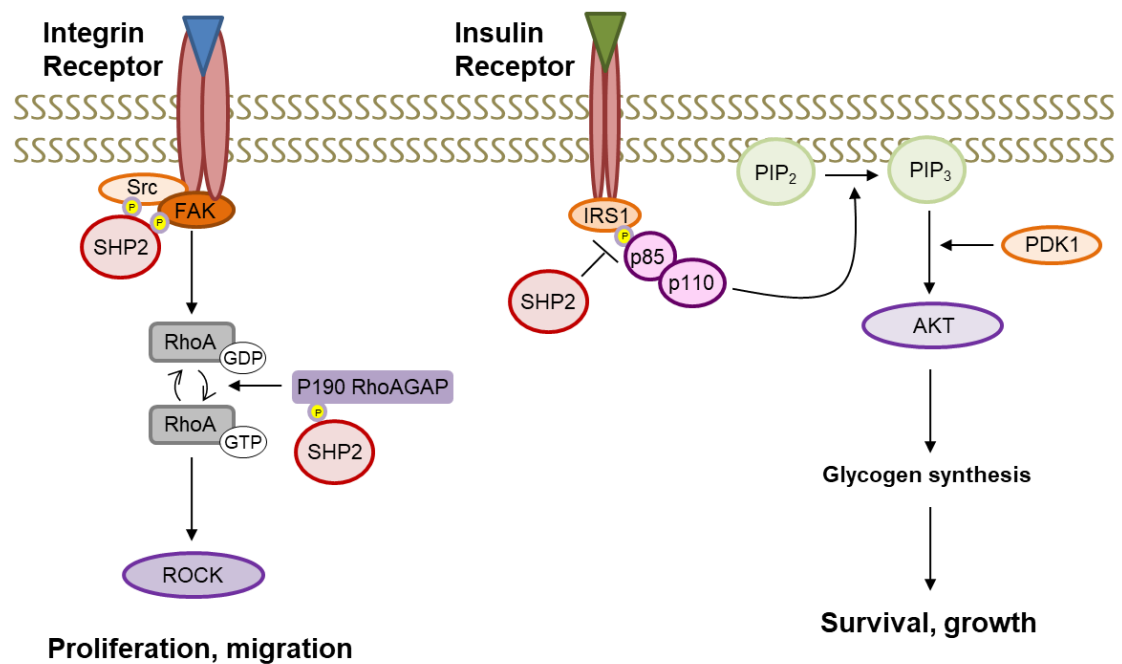 Integrin
Receptor
Src
P
P
FAK
SHP2
RhoA
GDP
RhoA
GTP
P190 RhoAGAP
P
SHP2
ROCK
Proliferation, migration
Insulin
Receptor
IRS1
P
p85
p110
SHP2
PIP2
PIP3
PDK1
AKT
Glycogen synthesis
Survival, growth